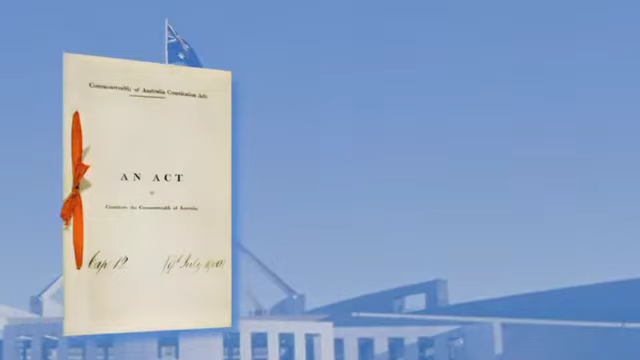 Commonwealth of Australia Constitution Act.
AN ACT
TO
Constitute the Commonwealth of Australia
Cap 12
9th July 1900